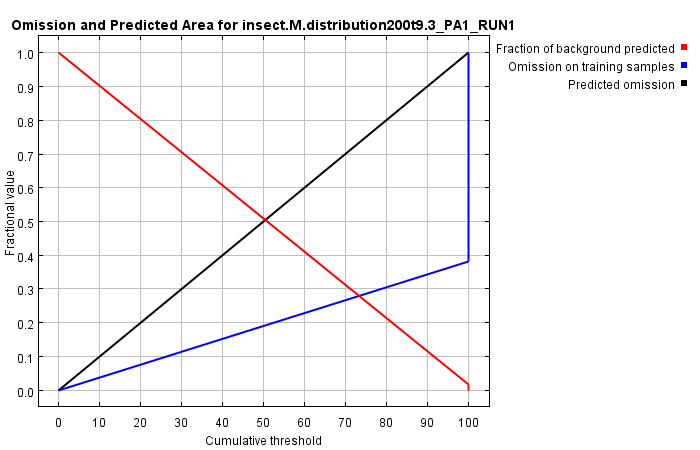 Omission and Predicted Area for insect.M.distribution200t9.3_PA1_RUN1
Fraction of background predicted
Omission on training samples
Predicted omission
1.0
0.9
0.8
0.7
0.6
0.5
0.4
0.3
0.2
0.1
0.0
Fractional value
0 10 20 30 40 50 60 70 80 90 100
Cumulative threshold